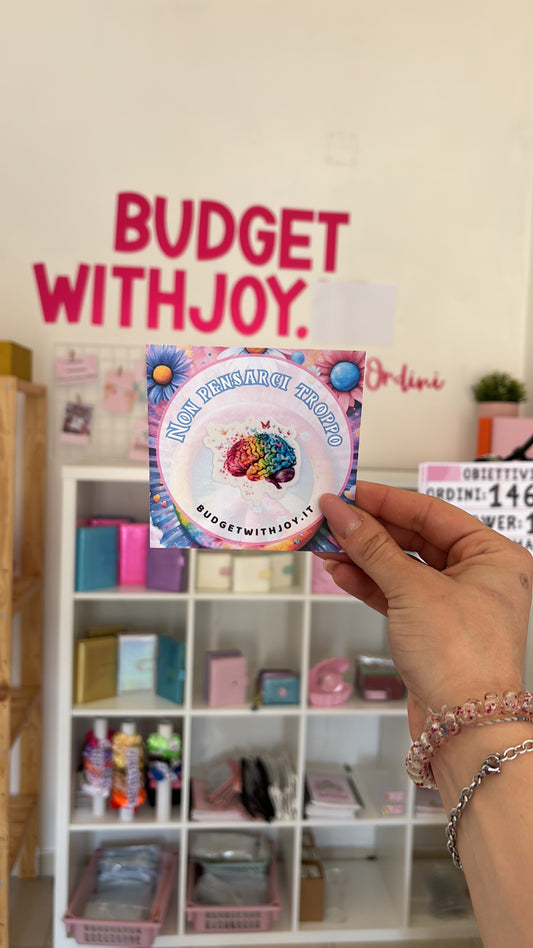 BUDGET
WITHJOY.
Ordini
NON PENSARCI TROPPO
BUDGETWITHJOY.IT
OBIETTIVI
ORDINI: 146